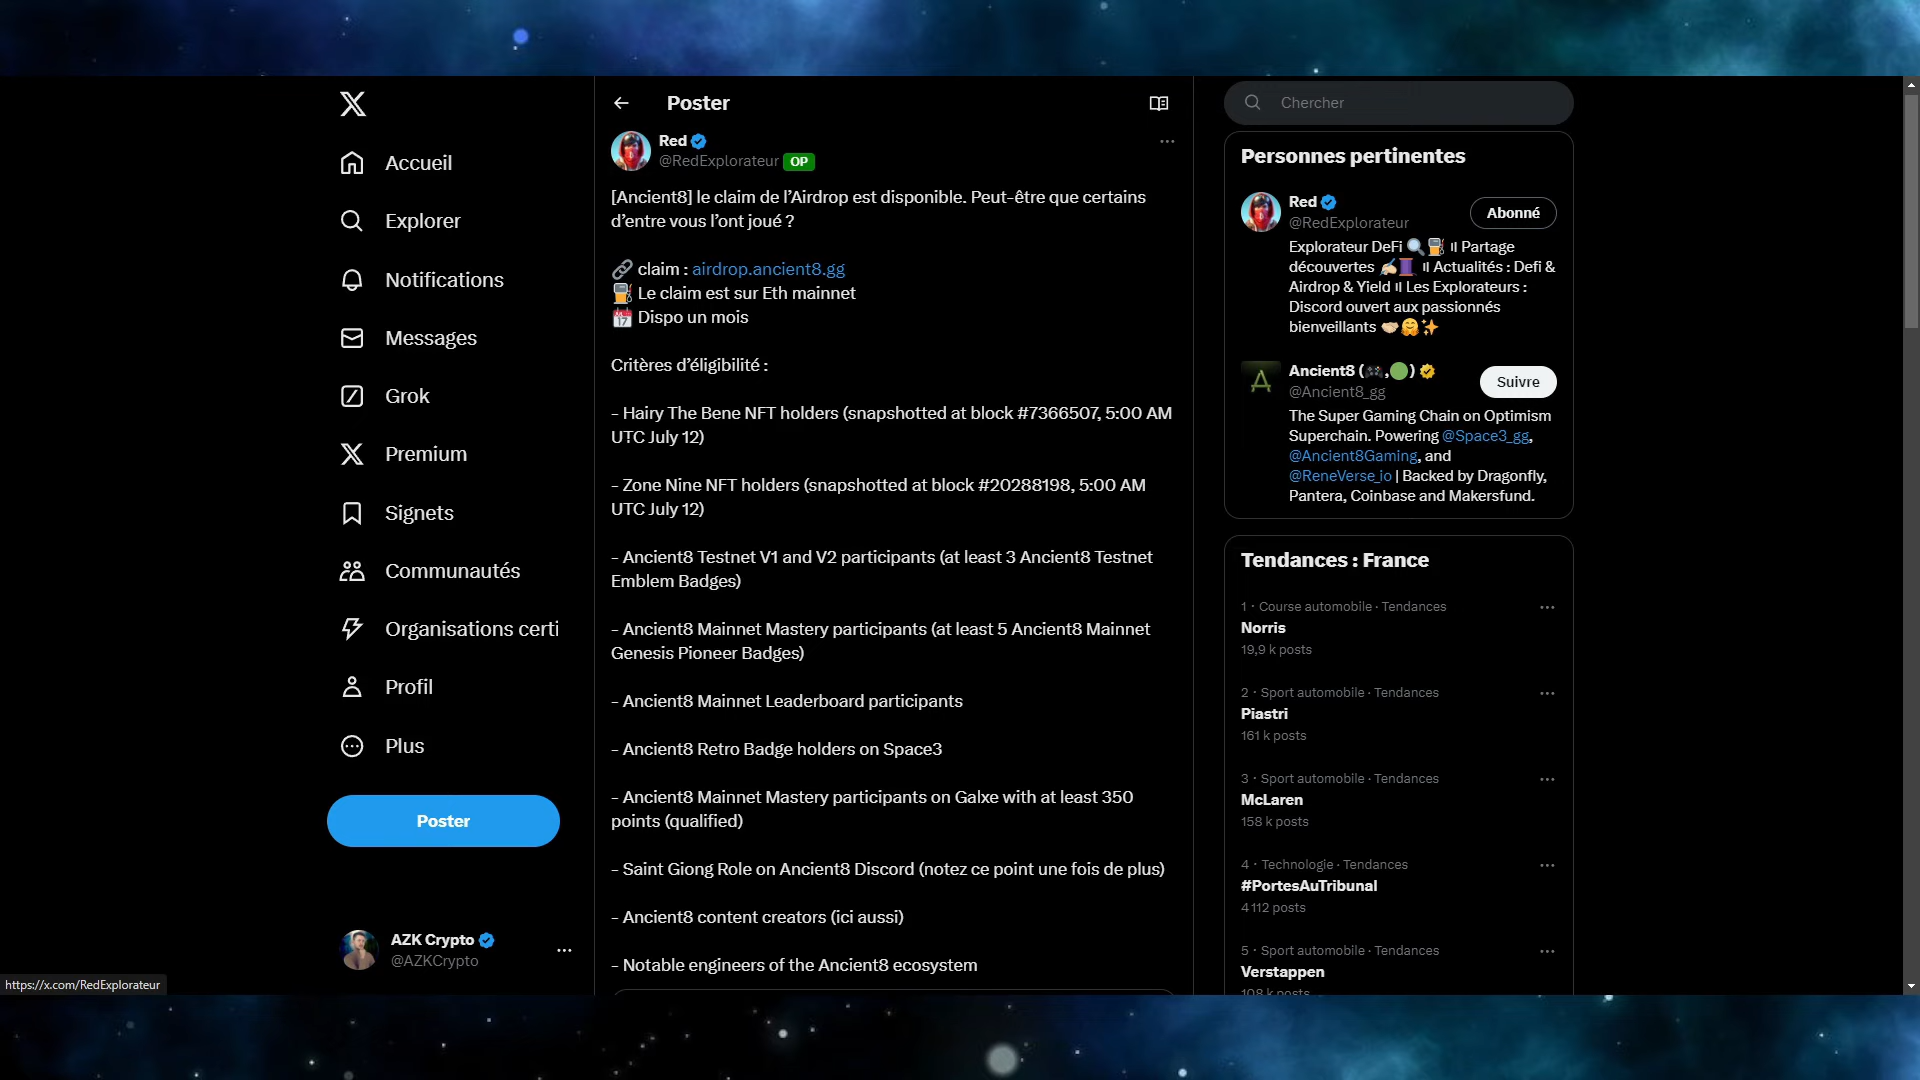 Accueil
Explorer
Notifications
Messages
Grok
Premium
Signets
Communautés
Organisations certi
Profil
Plus
Poster
AZK Crypto
@AZKCrypto
https://x.com/RedExplorateur
Poster
Red
@RedExplorateur OP
[Ancient8] le claim de l’Airdrop est disponible. Peut-être que certains
d’entre vous l’ont joué ?
🔗 claim : airdrop.ancient8.gg
⛽ Le claim est sur Eth mainnet
📅 Dispo un mois
Critères d’éligibilité :
- Hairy The Bene NFT holders (snapshotted at block #7366507, 5:00 AM
UTC July 12)
- Zone Nine NFT holders (snapshotted at block #20288198, 5:00 AM
UTC July 12)
- Ancient8 Testnet V1 and V2 participants (at least 3 Ancient8 Testnet
Emblem Badges)
- Ancient8 Mainnet Mastery participants (at least 5 Ancient8 Mainnet
Genesis Pioneer Badges)
- Ancient8 Mainnet Leaderboard participants
- Ancient8 Retro Badge holders on Space3
- Ancient8 Mainnet Mastery participants on Galxe with at least 350
points (qualified)
- Saint Giong Role on Ancient8 Discord (notez ce point une fois de plus)
- Ancient8 content creators (ici aussi)
- Notable engineers of the Ancient8 ecosystem
Chercher
Personnes pertinentes
Red
@RedExplorateur
Abonné
Explorateur DeFi 🔍⛽ ॥ Partage
découvertes ✍🏻🧵 ॥ Actualités : Defi &
Airdrop & Yield ॥ Les Explorateurs :
Discord ouvert aux passionnés
bienveillants 🤝🏻🤗✨
Ancient8 (🎮,🟢)
@Ancient8_gg
Suivre
The Super Gaming Chain on Optimism
Superchain. Powering @Space3_gg,
@Ancient8Gaming, and
@ReneVerse_io | Backed by Dragonfly,
Pantera, Coinbase and Makersfund.
Tendances : France
1 · Course automobile · Tendances
Norris
19,9 k posts
2 · Sport automobile · Tendances
Piastri
161 k posts
3 · Sport automobile · Tendances
McLaren
158 k posts
4 · Technologie · Tendances
#PortesAuTribunal
4 112 posts
5 · Sport automobile · Tendances
Verstappen
108 k posts